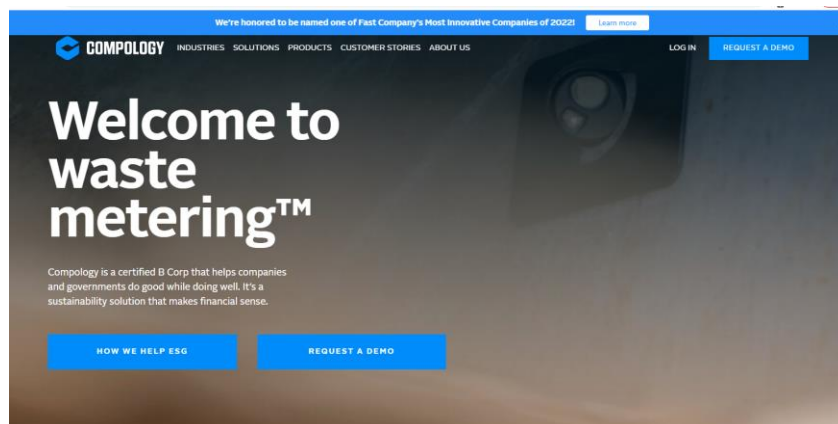 We're honored to be named one of Fast Company's Most Innovative Companies of 2022! Learn more
COMPOLOGY INDUSTRIES SOLUTIONS PRODUCTS CUSTOMER STORIES ABOUT US LOG IN REQUEST A DEMO
Welcome to
waste
metering™
Compology is a certified B Corp that helps companies
and governments do good while doing well. It's a
sustainability solution that makes financial sense.
HOW WE HELP ESG REQUEST A DEMO